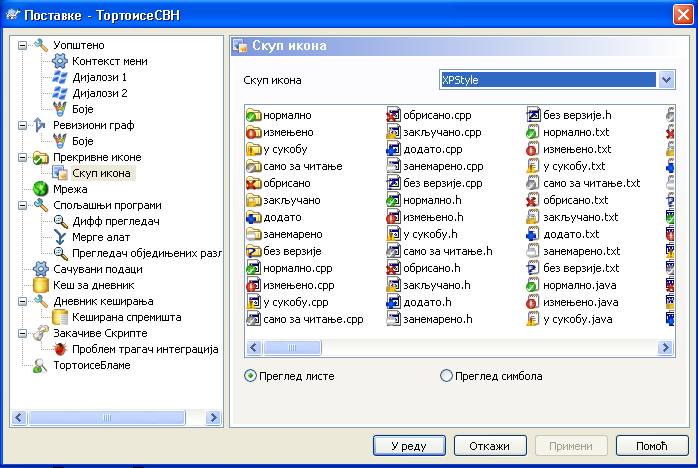 Поставке - ТортоисеСВН
Уопштено
Контекст мени
Дијалози 1
Дијалози 2
Боје
Ревизиони граф
Боје
Прекривне иконе
Скуп икона
Мрежа
Спољашњи програми
Дифф прегледач
Мерге алат
Прегледач обједињених разл
Сачувани подаци
Кеш за дневник
Дневник кеширања
Кеширана спремишта
Закачиве Скрипте
Проблем трагач интеграција
ТортоисеБламе
Скуп икона
Скуп икона
XPStyle
нормално
измењено
у сукобу
само за читање
обрисано
закључано
додато
занемарено
без верзије
нормално.cpp
измењено.cpp
у сукобу.cpp
само за читање.cpp
обрисано.cpp
закључано.cpp
додато.cpp
занемарено.cpp
без верзије.cpp
нормално.h
измењено.h
у сукобу.h
само за читање.h
обрисано.h
закључано.h
додато.h
занемарено.h
без верзије.h
нормално.txt
измењено.txt
у сукобу.txt
само за читање.txt
обрисано.txt
закључано.txt
додато.txt
занемарено.txt
без верзије.txt
нормално.java
измењено.java
у сукобу.java
Преглед листе
Преглед симбола
У реду
Откажи
Примени
Помоћ